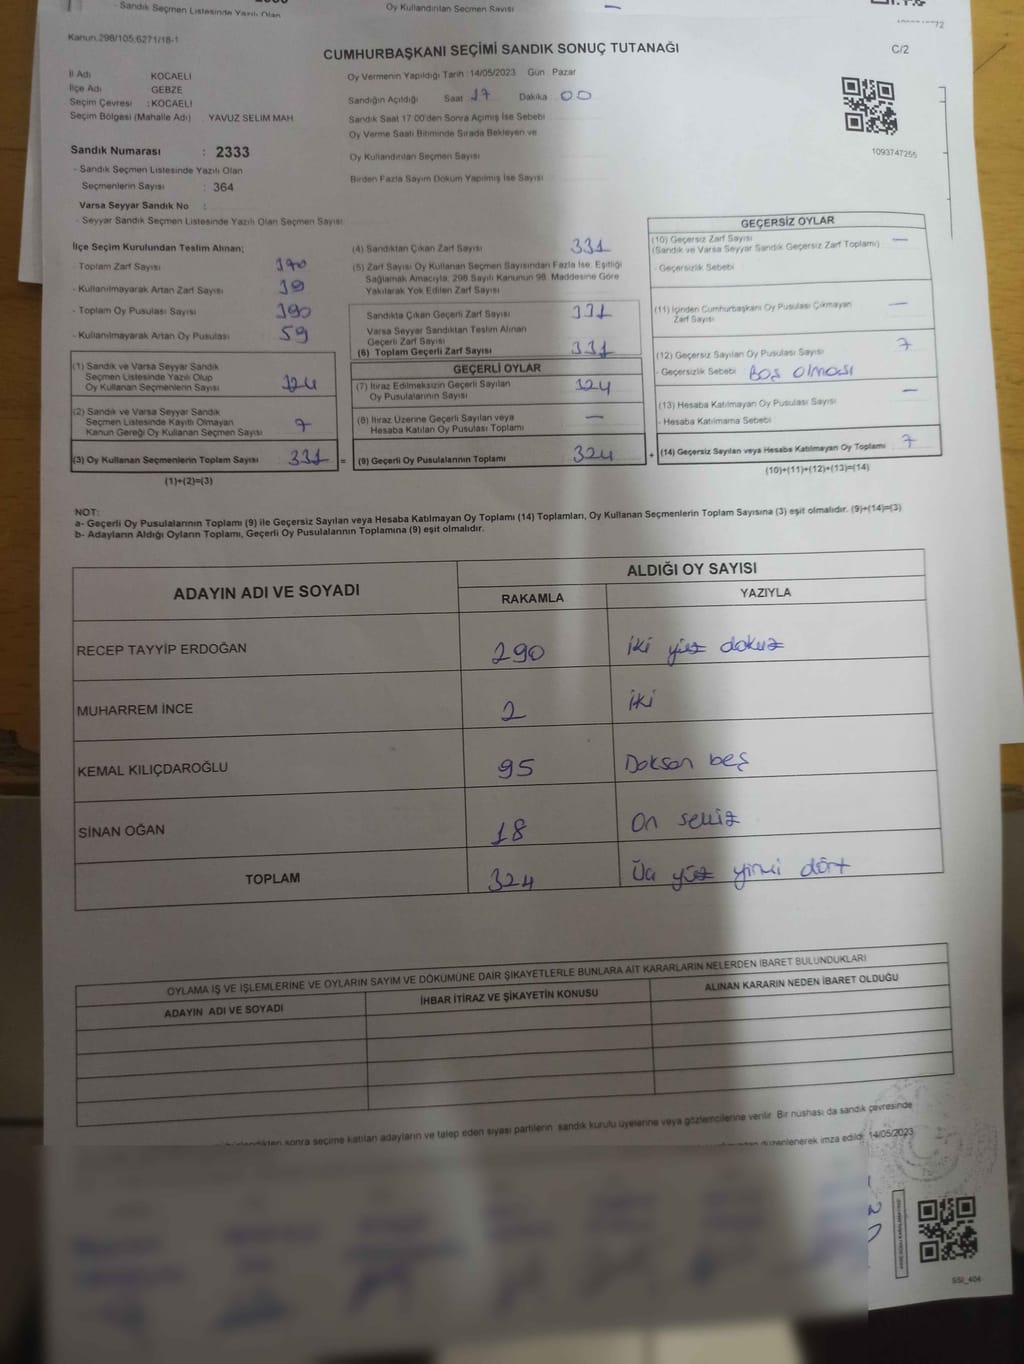 Sandık Seçmen Listesinde Yazılı Olan
Oy Kullandırılan Seçmen Sayısı
Kanun.298/105,6271/18-1
CUMHURBAŞKANI SEÇİMİ SANDIK SONUÇ TUTANAĞI
C/2
İl Adı KOCAELİ
İlçe Adı GEBZE
Seçim Çevresi : KOCAELİ
Seçim Bölgesi (Mahalle Adı) YAVUZ SELIM MAH
Oy Vermenin Yapıldığı Tarih :14/05/2023 Gün Pazar
Sandığın Açıldığı Saat 17 Dakika 00
Sandık Saat 17 00'den Sonra Açımış İse Sebebi
Oy Verme Saati Bitiminde Sırada Bekleyen ve
Oy Kullandırılan Seçmen Sayısı
Birden Fazla Sayım Döküm Yapılmış İse Sayısı
1093747255
Sandık Numarası : 2333
- Sandık Seçmen Listesinde Yazılı Olan
Seçmenlerin Sayısı : 364
Varsa Seyyar Sandık No :
- Seyyar Sandık Seçmen Listesinde Yazılı Olan Seçmen Sayısı
İlçe Seçim Kurulundan Teslim Alınan;
- Toplam Zarf Sayısı 390
- Kullanılmayarak Artan Zarf Sayısı
- Toplam Oy Pusulası Sayısı 390
- Kullanılmayarak Artan Oy Pusulası 59
(1) Sandık ve Varsa Seyyar Sandık
Seçmen Listesinde Yazılı Olup
Oy Kullanan Seçmenlerin Sayısı 324
(2) Sandık ve Varsa Seyyar Sandık
Seçmen Listesinde Kayıtlı Olmayan
Kanun Gereği Oy Kullanan Seçmen Sayısı 7
(3) Oy Kullanan Seçmenlerin Toplam Sayısı 331 =
(1)+(2)=(3)
(4) Sandıktan Çıkan Zarf Sayısı 331
(5) Zarf Sayısı Oy Kullanan Seçmen Sayısından Fazla İse, Eşitliği
Sağlamak Amacıyla; 298 Sayılı Kanunun 98. Maddesine Göre
Yakılarak Yok Edilen Zarf Sayısı
Sandıkta Çıkan Geçerli Zarf Sayısı 331
Varsa Seyyar Sandıktan Teslim Alınan
Geçerli Zarf Sayısı
(6) Toplam Geçerli Zarf Sayısı 331
GEÇERLİ OYLAR
(7) İtiraz Edilmeksizin Geçerli Sayılan
Oy Pusulalarının Sayısı 324
(8) İtiraz Üzerine Geçerli Sayılan veya
Hesaba Katılan Oy Pusulası Toplamı —
(9) Geçerli Oy Pusulalarının Toplamı 324 +
GEÇERSİZ OYLAR
(10) Geçersiz Zarf Sayısı —
(Sandık ve Varsa Seyyar Sandık Geçersiz Zarf Toplamı)
- Geçersizlik Sebebi
(11) İçinden Cumhurbaşkanı Oy Pusulası Çıkmayan —
Zarf Sayısı
(12) Geçersiz Sayılan Oy Pusulası Sayısı 7
- Geçersizlik Sebebi Boş olması
(13) Hesaba Katılmayan Oy Pusulası Sayısı —
- Hesaba Katılmama Sebebi
(14) Geçersiz Sayılan veya Hesaba Katılmayan Oy Toplamı 7
(10)+(11)+(12)+(13)=(14)
NOT:
a- Geçerli Oy Pusulalarının Toplamı (9) ile Geçersiz Sayılan veya Hesaba Katılmayan Oy Toplamı (14) Toplamları, Oy Kullanan Seçmenlerin Toplam Sayısına (3) eşit olmalıdır. (9)+(14)=(3)
b- Adayların Aldığı Oyların Toplamı, Geçerli Oy Pusulalarının Toplamına (9) eşit olmalıdır.
ADAYIN ADI VE SOYADI
ALDIĞI OY SAYISI
RAKAMLA YAZIYLA
RECEP TAYYİP ERDOĞAN 290 iki yüz dokuz
MUHARREM İNCE 2 iki
KEMAL KILIÇDAROĞLU 95 Doksan beş
SİNAN OĞAN 18 On sekiz
TOPLAM 324 Üç yüz yirmi dört
OYLAMA İŞ VE İŞLEMLERİNE VE OYLARIN SAYIM VE DÖKÜMÜNE DAİR ŞİKAYETLERLE BUNLARA AİT KARARLARIN NELERDEN İBARET BULUNDUKLARI
ADAYIN ADI VE SOYADI İHBAR İTİRAZ VE ŞİKAYETİN KONUSU ALINAN KARARIN NEDEN İBARET OLDUĞU
sonra seçime katılan adayların ve talep eden siyasi partilerin sandık kurulu üyelerine veya gözlemcilerine verilir. Bir nüshası da sandık çevresinde
düzenlenerek imza edildi 14/05/2023
SSI_404